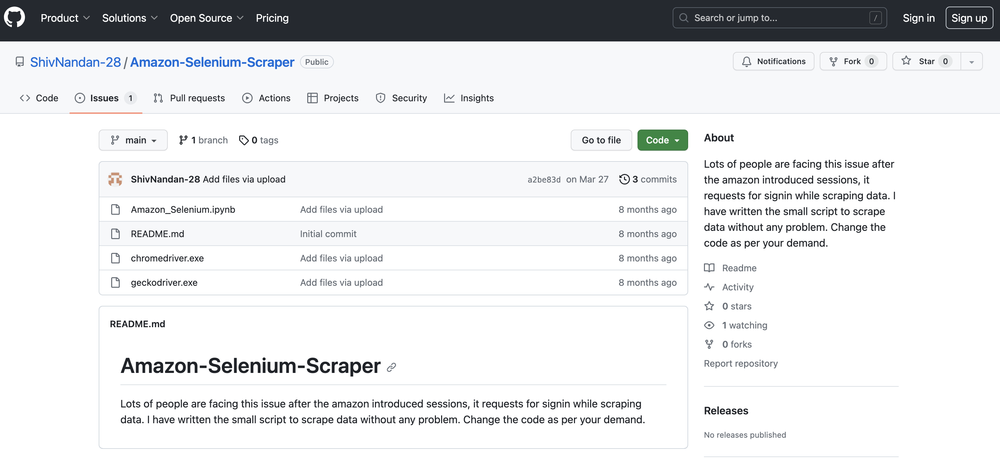 Product Solutions Open Source Pricing Search or jump to... / Sign in Sign up
ShivNandan-28 / Amazon-Selenium-Scraper Public Notifications Fork 0 Star 0
Code Issues 1 Pull requests Actions Projects Security Insights
main 1 branch 0 tags Go to file Code
ShivNandan-28 Add files via upload a2be83d on Mar 27 3 commits
Amazon_Selenium.ipynb Add files via upload 8 months ago
README.md Initial commit 8 months ago
chromedriver.exe Add files via upload 8 months ago
geckodriver.exe Add files via upload 8 months ago
README.md
Amazon-Selenium-Scraper
Lots of people are facing this issue after the amazon introduced sessions, it requests for signin while scraping
data. I have written the small script to scrape data without any problem. Change the code as per your demand.
About
Lots of people are facing this issue after
the amazon introduced sessions, it
requests for signin while scraping data. I
have written the small script to scrape
data without any problem. Change the
code as per your demand.
Readme
Activity
0 stars
1 watching
0 forks
Report repository
Releases
No releases published